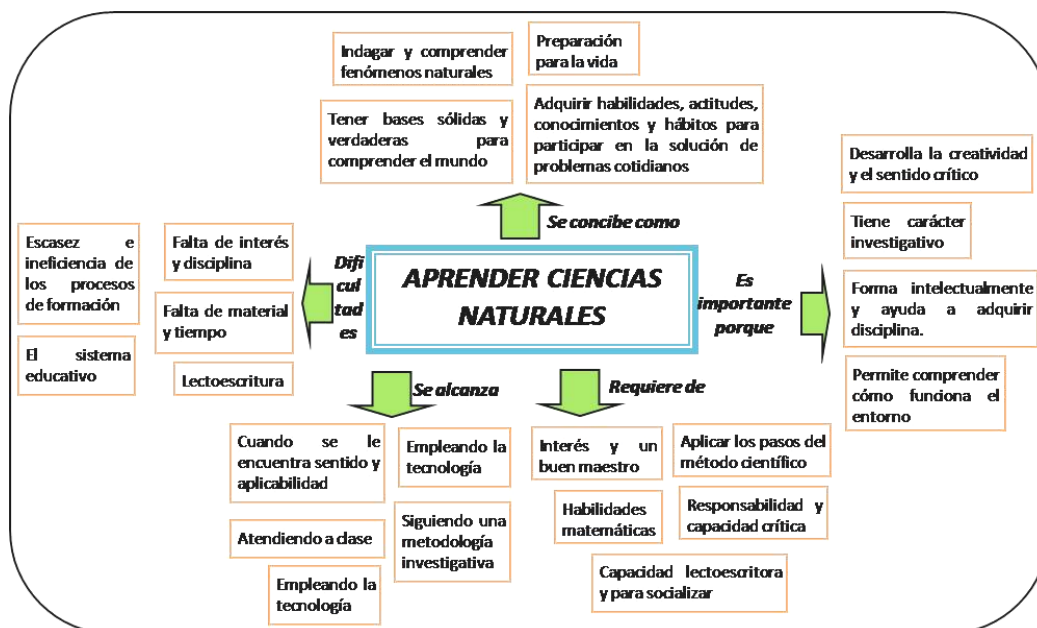 Indagar y comprender
fenómenos naturales
Preparación
para la vida
Tener bases sólidas y
verdaderas para
comprender el mundo
Adquirir habilidades, actitudes,
conocimientos y hábitos para
participar en la solución de
problemas cotidianos
Se concibe como
Desarrolla la creatividad
y el sentido crítico
Tiene carácter
investigativo
Forma intelectualmente
y ayuda a adquirir
disciplina.
Permite comprender
cómo funciona el
entorno
Es
importante
porque
APRENDER CIENCIAS
NATURALES
Difi
cul
tad
es
Escasez e
ineficiencia de
los procesos
de formación
Falta de interés
y disciplina
Falta de material
y tiempo
El sistema
educativo
Lectoescritura
Se alcanza
Cuando se le
encuentra sentido y
aplicabilidad
Empleando la
tecnología
Atendiendo a clase
Siguiendo una
metodología
investigativa
Empleando la
tecnología
Requiere de
Interés y un
buen maestro
Aplicar los pasos del
método científico
Habilidades
matemáticas
Responsabilidad y
capacidad crítica
Capacidad lectoescritora
y para socializar